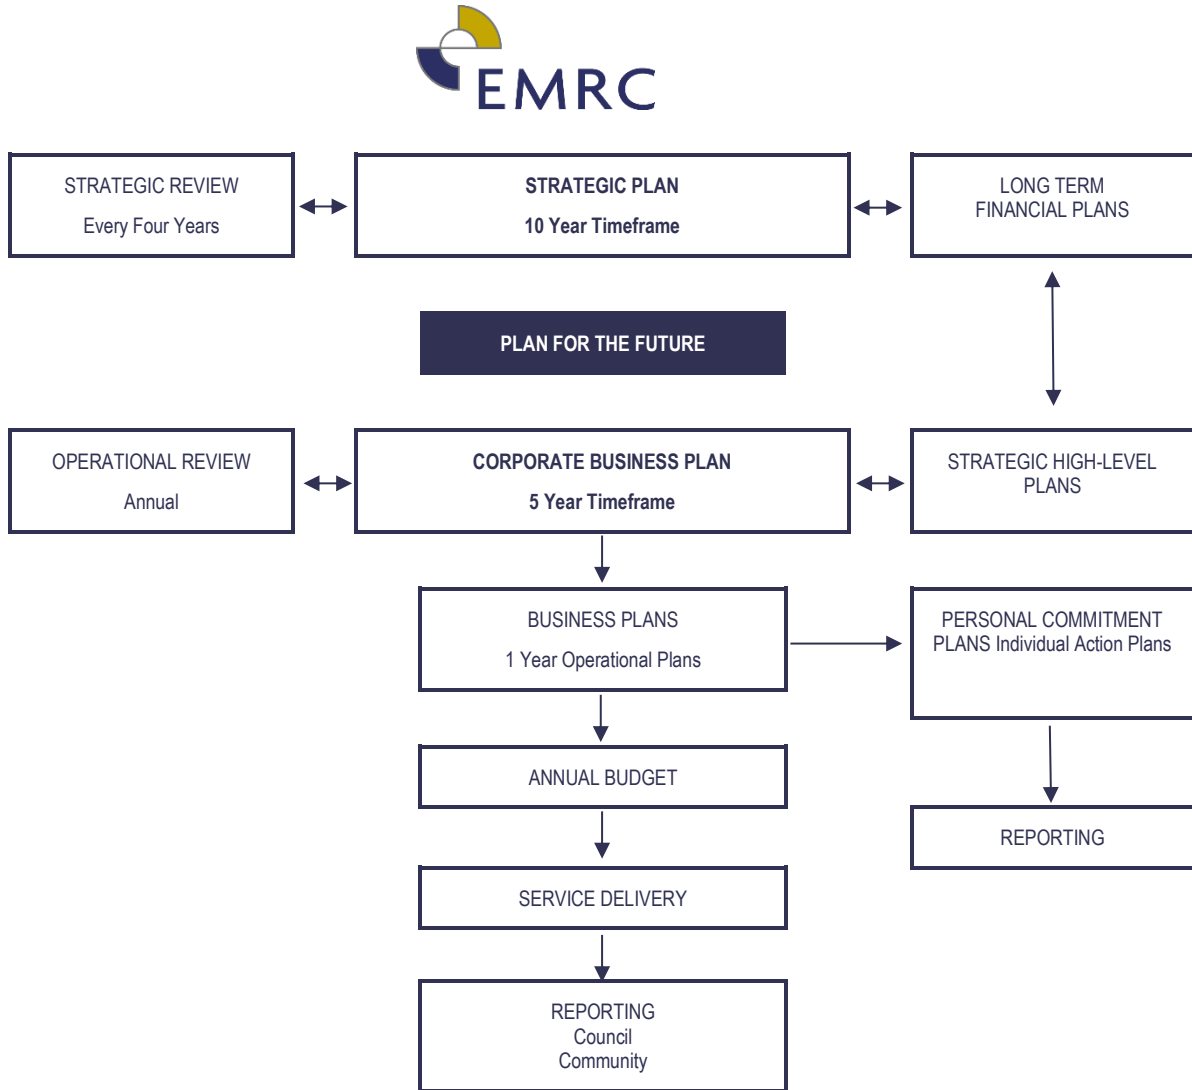 EMRC
STRATEGIC REVIEW
Every Four Years
STRATEGIC PLAN
10 Year Timeframe
LONG TERM
FINANCIAL PLANS
PLAN FOR THE FUTURE
OPERATIONAL REVIEW
Annual
CORPORATE BUSINESS PLAN
5 Year Timeframe
STRATEGIC HIGH-LEVEL
PLANS
BUSINESS PLANS
1 Year Operational Plans
PERSONAL COMMITMENT
PLANS Individual Action Plans
ANNUAL BUDGET
REPORTING
SERVICE DELIVERY
REPORTING
Council
Community